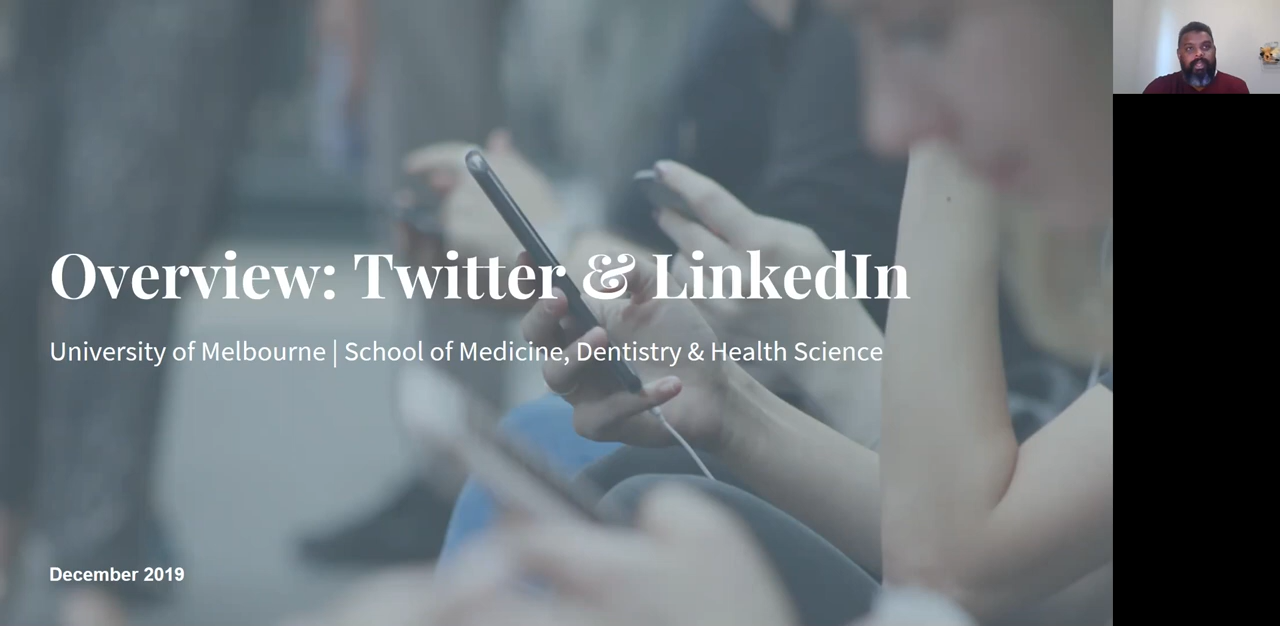 Overview: Twitter & LinkedIn
University of Melbourne | School of Medicine, Dentistry & Health Science
December 2019